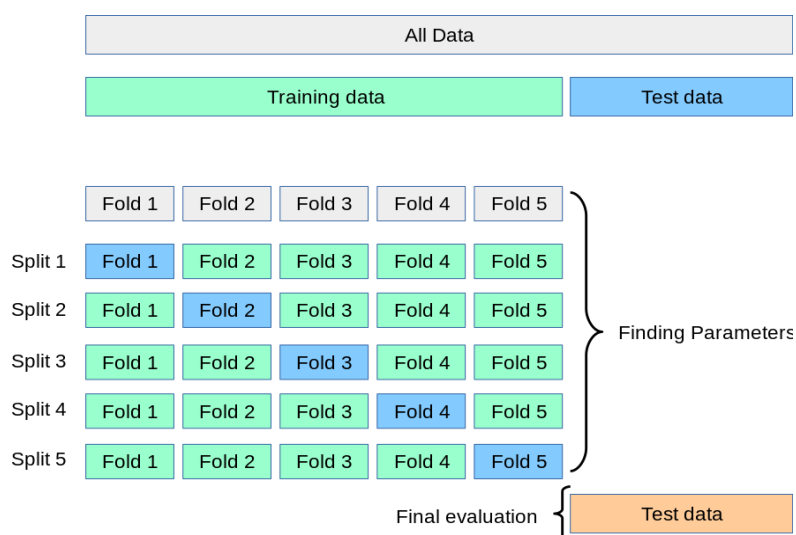 All Data
Training data Test data
Fold 1 Fold 2 Fold 3 Fold 4 Fold 5
Split 1 Fold 1 Fold 2 Fold 3 Fold 4 Fold 5
Split 2 Fold 1 Fold 2 Fold 3 Fold 4 Fold 5
Finding Parameters
Split 3 Fold 1 Fold 2 Fold 3 Fold 4 Fold 5
Split 4 Fold 1 Fold 2 Fold 3 Fold 4 Fold 5
Split 5 Fold 1 Fold 2 Fold 3 Fold 4 Fold 5
Final evaluation Test data